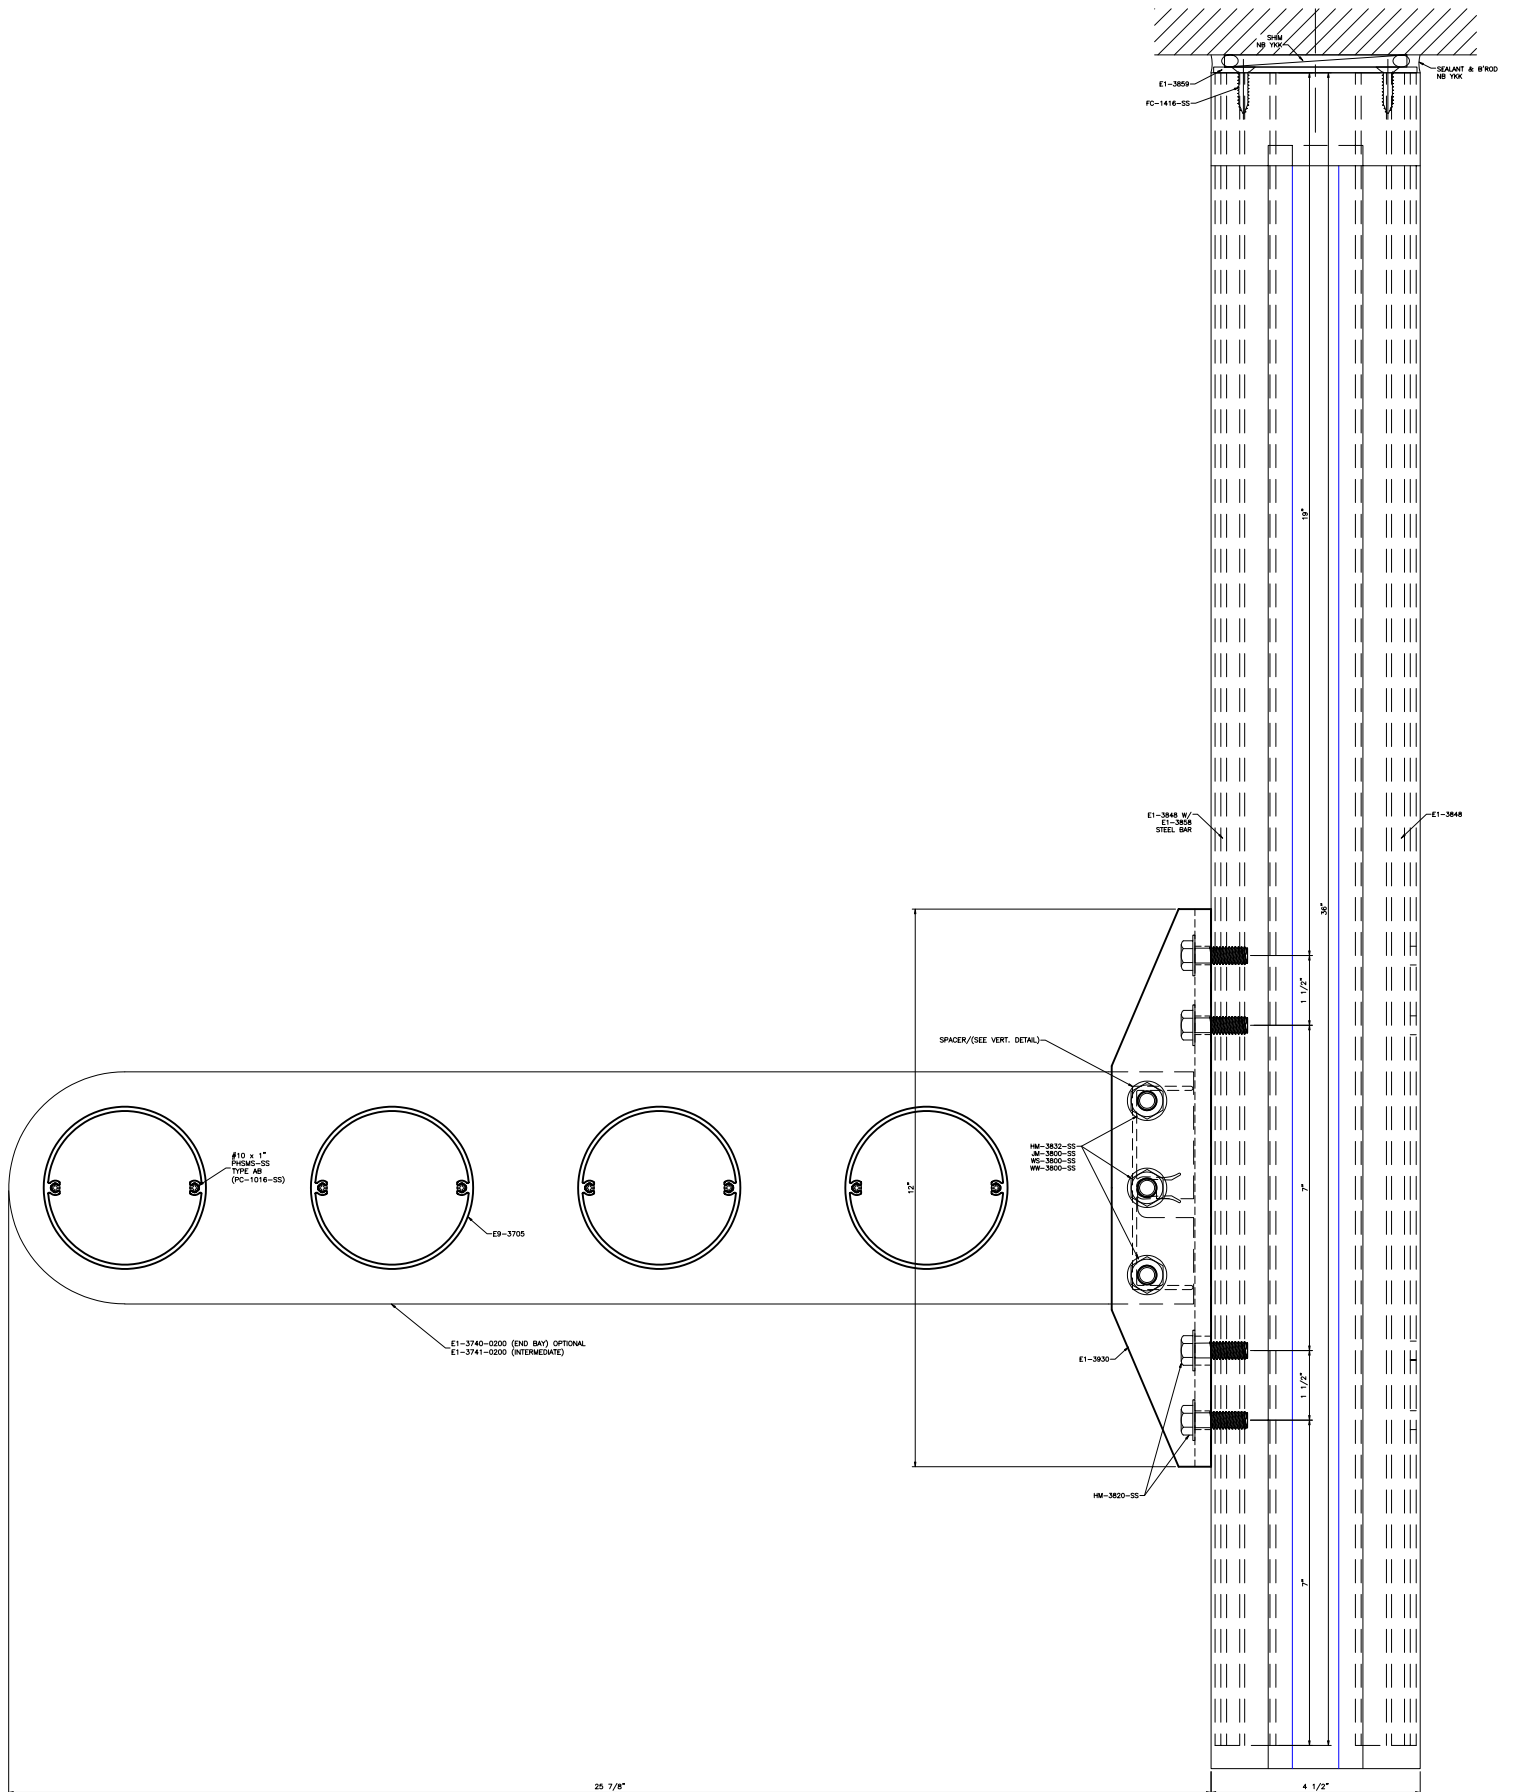 SHIM
NB YKK
SEALANT & B'ROD
NB YKK
E1-3859
FC-1416-SS
19"
E1-3848 W/
E1-3858
STEEL BAR
E1-3848
36"
1 1/2"
SPACER/(SEE VERT. DETAIL)
HM-3832-SS
JM-3800-SS
WS-3800-SS
WW-3800-SS
#10 x 1"
PHSMS-SS
TYPE AB
(PC-1016-SS)
12"
7"
E9-3705
E1-3740-0200 (END BAY) OPTIONAL
E1-3741-0200 (INTERMEDIATE)
E1-3930
1 1/2"
HM-3820-SS
7"
25 7/8"
4 1/2"